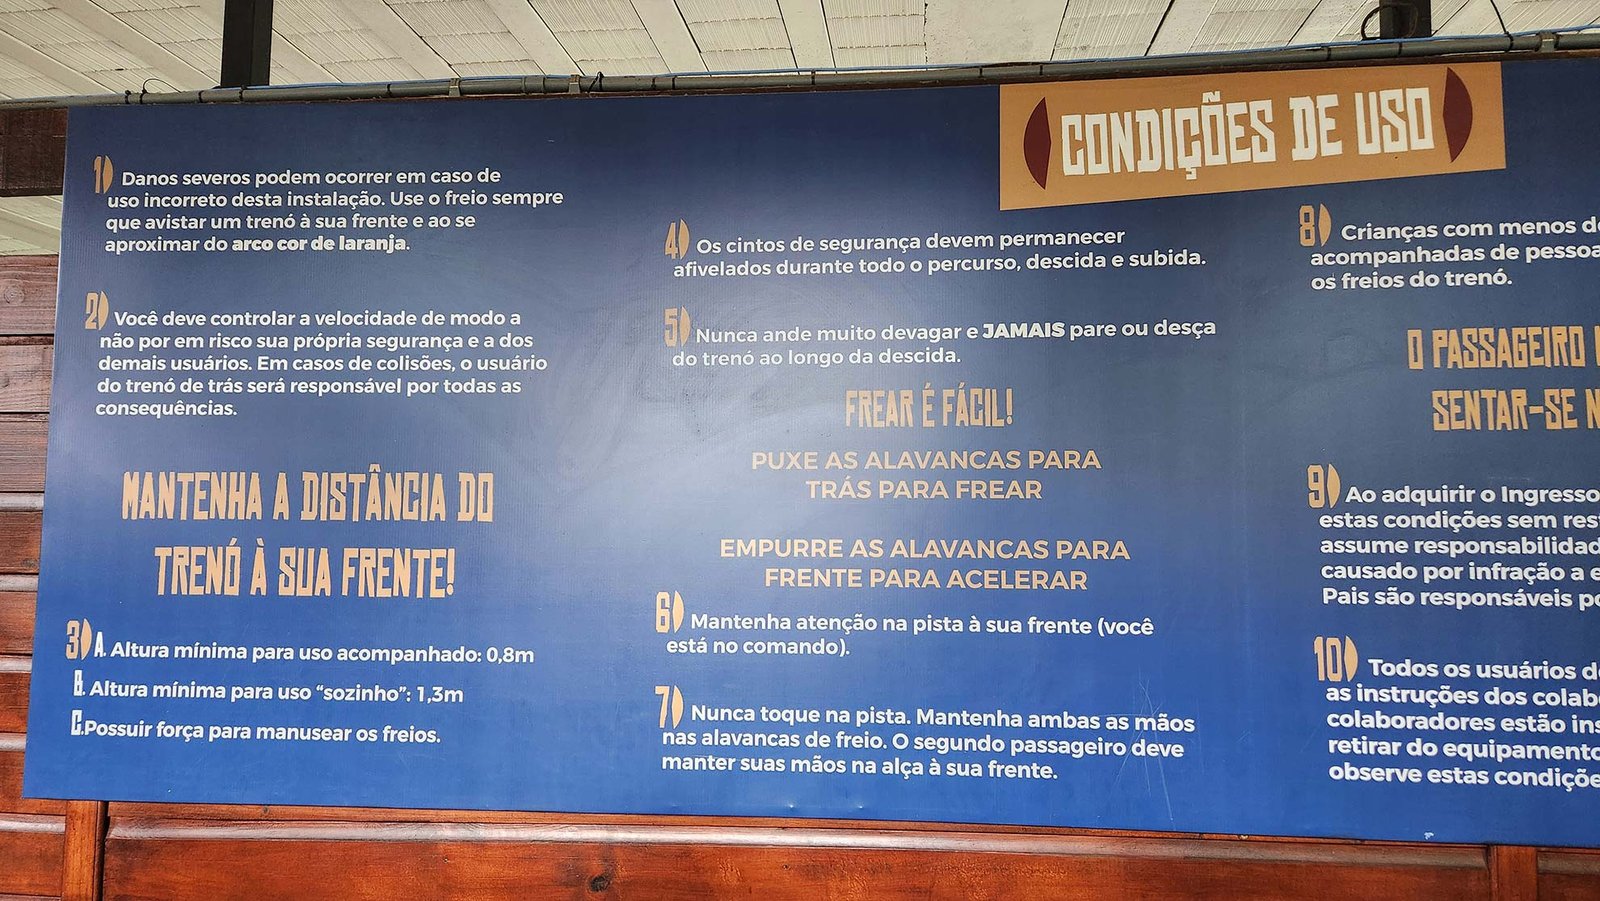 CONDIÇÕES DE USO
1 Danos severos podem ocorrer em caso de
uso incorreto desta instalação. Use o freio sempre
que avistar um trenó à sua frente e ao se
aproximar do arco cor de laranja.
2 Você deve controlar a velocidade de modo a
não por em risco sua própria segurança e a dos
demais usuários. Em casos de colisões, o usuário
do trenó de trás será responsável por todas as
consequências.
MANTENHA A DISTÂNCIA DO
TRENÓ À SUA FRENTE!
3 A. Altura mínima para uso acompanhado: 0,8m
B. Altura mínima para uso “sozinho”: 1,3m
C. Possuir força para manusear os freios.
4 Os cintos de segurança devem permanecer
afivelados durante todo o percurso, descida e subida.
5 Nunca ande muito devagar e JAMAIS pare ou desça
do trenó ao longo da descida.
FREAR É FÁCIL!
PUXE AS ALAVANCAS PARA
TRÁS PARA FREAR
EMPURRE AS ALAVANCAS PARA
FRENTE PARA ACELERAR
6 Mantenha atenção na pista à sua frente (você
está no comando).
7 Nunca toque na pista. Mantenha ambas as mãos
nas alavancas de freio. O segundo passageiro deve
manter suas mãos na alça à sua frente.
8 Crianças com menos
acompanhadas de
os freios do trenó.
O PASSAGEIRO
SENTAR-SE
9 Ao adquirir o Ingresso
estas condições sem
assume
causado por infração a
Pais são responsáveis
10 Todos os usuários
as instruções dos
colaboradores estão
retirar do equipamento
observe estas